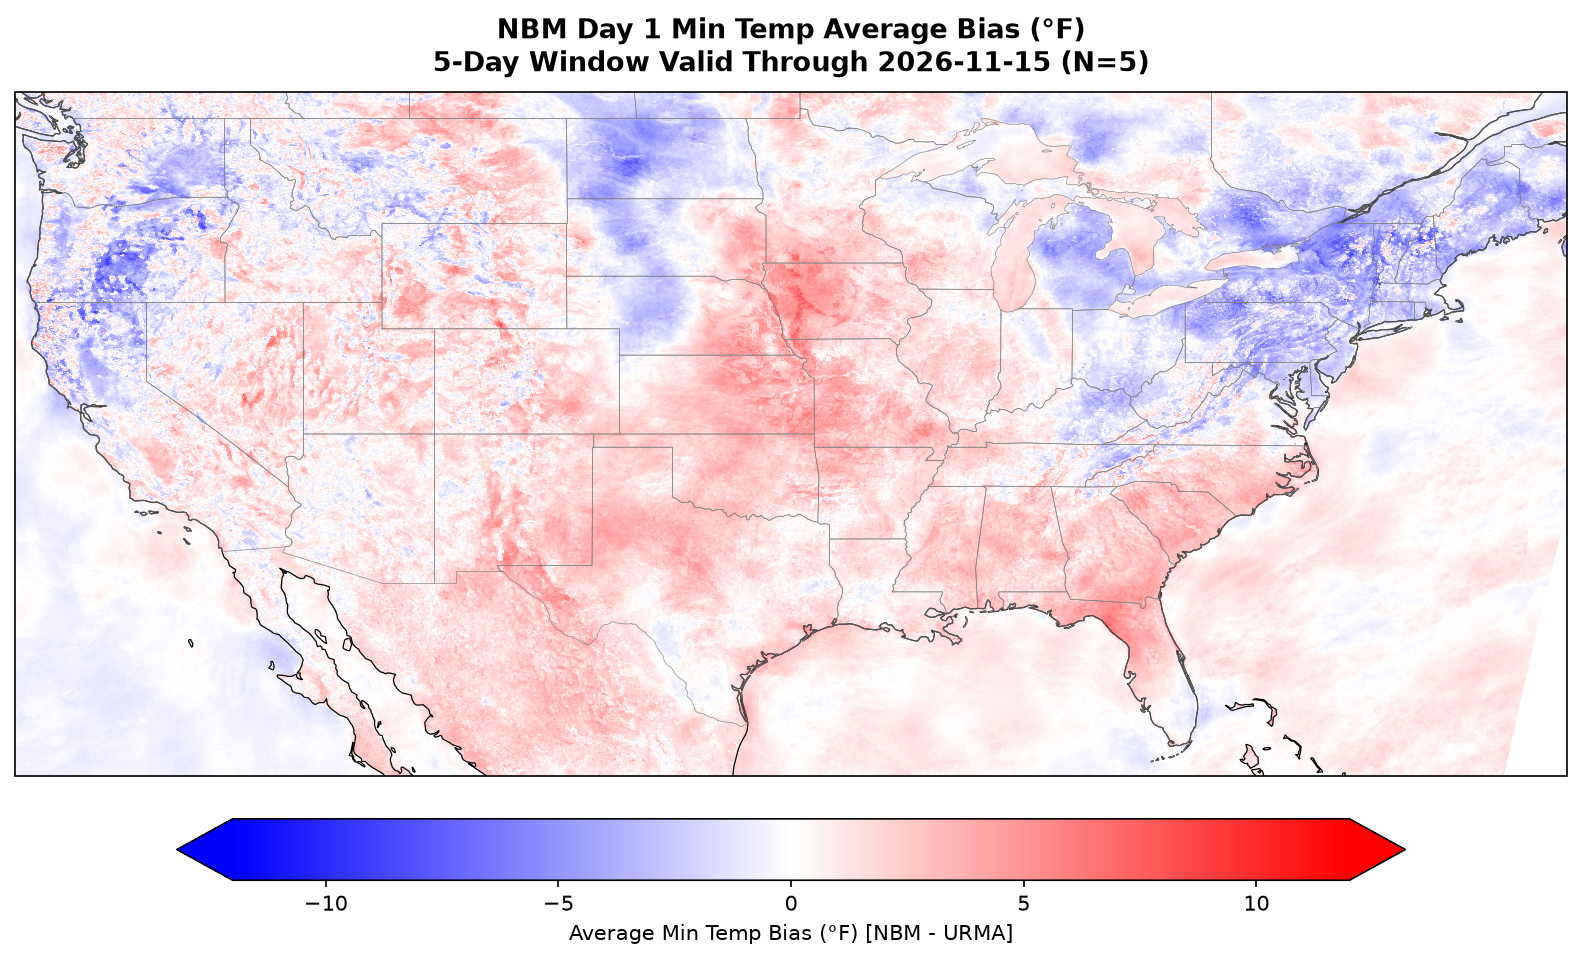 NBM Day 1 Min Temp Average Bias (°F)
5-Day Window Valid Through 2026-11-15 (N=5)
−10 −5 0 5 10
Average Min Temp Bias (°F) [NBM - URMA]